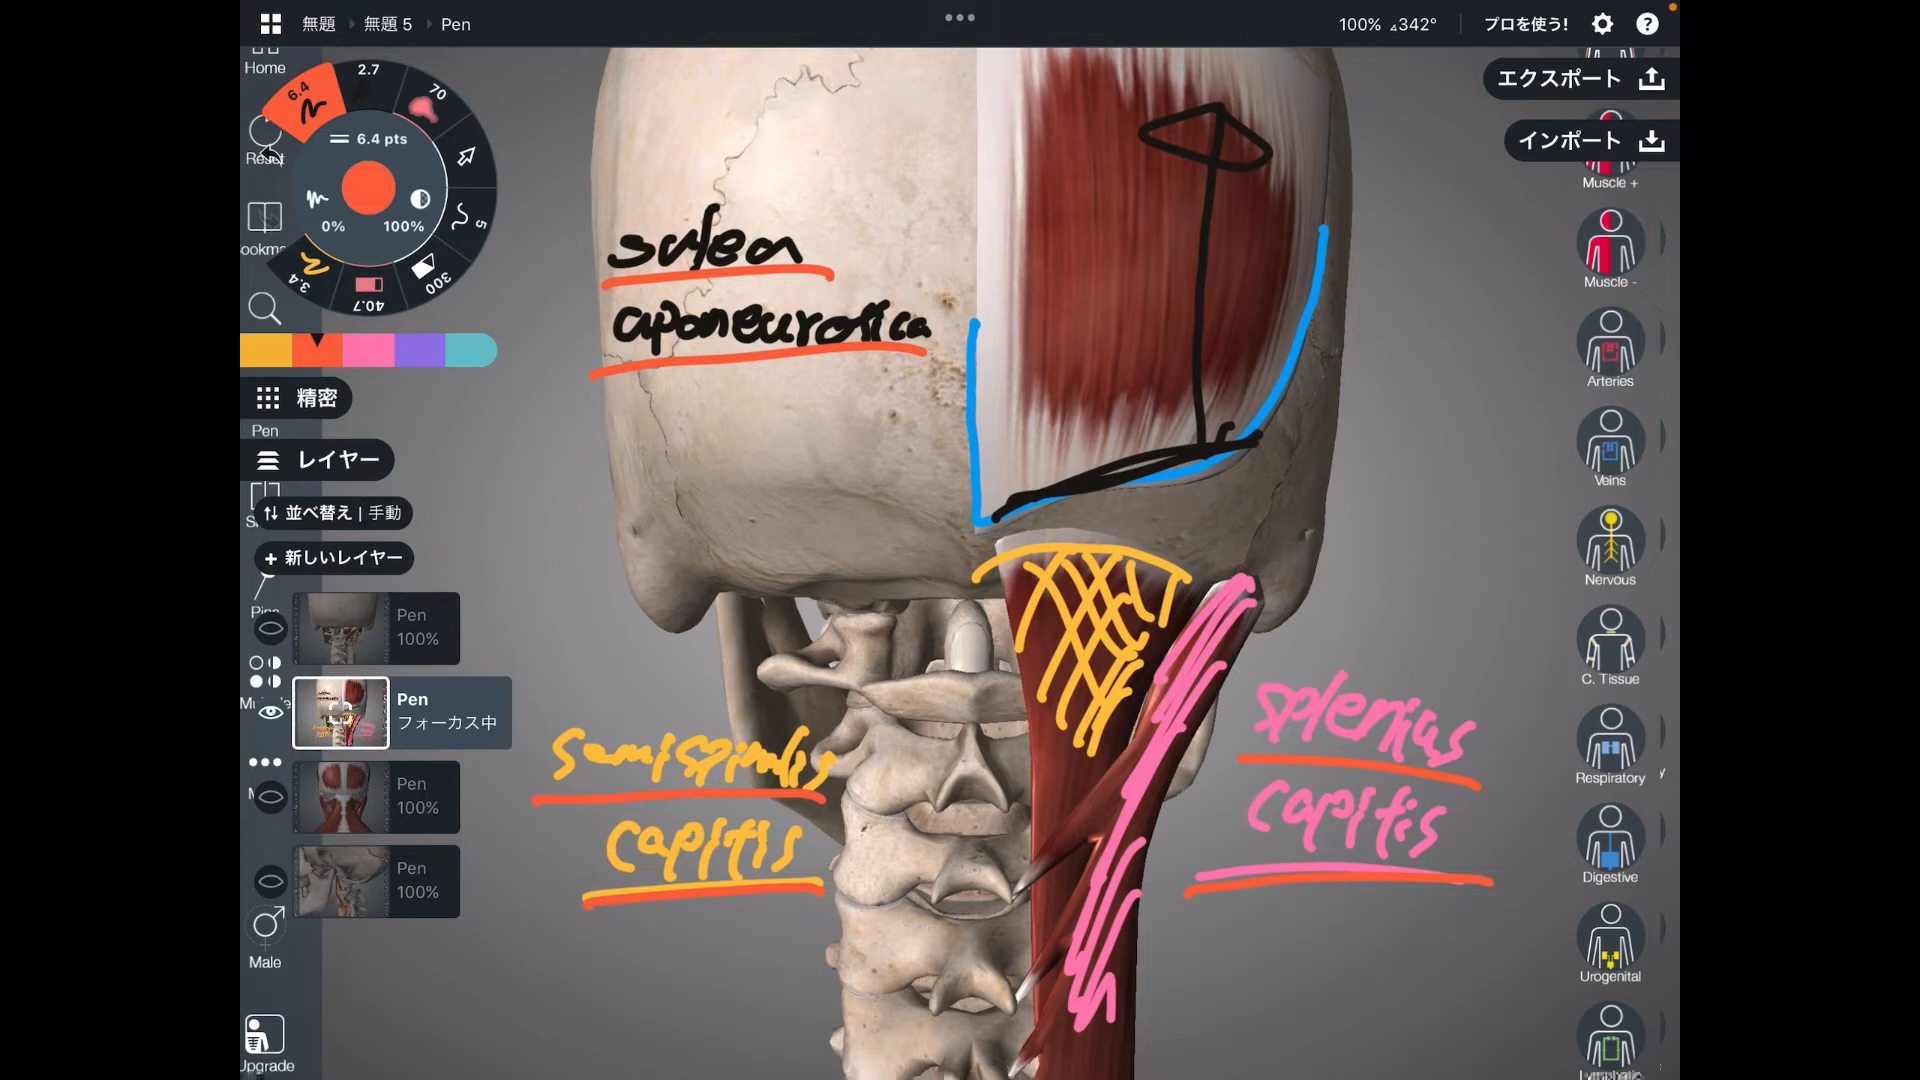 無題 無題 5 Pen
100% 342° プロを使う!
Home
エクスポート
インポート
2.7
6.4
70
6.4 pts
0% 100%
5
300
40.7
3.4
Reset
精密
Pen
レイヤー
並べ替え | 手動
+ 新しいレイヤー
Pen
100%
Pen
フォーカス中
Pen
100%
Pen
100%
Male
Upgrade
aponeurotica
semispinlis
capitis
splenius
capitis
Muscle +
Muscle -
Arteries
Veins
Nervous
C. Tissue
Respiratory
Digestive
Urogenital